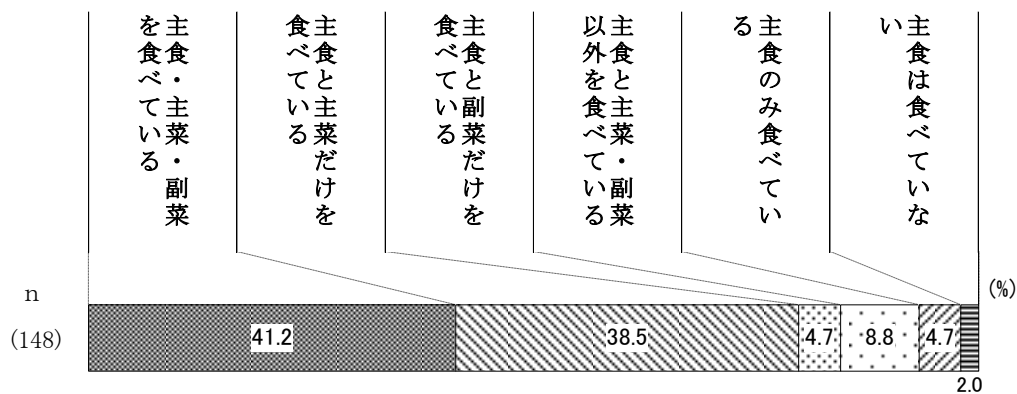 主食・主菜・副菜
を食べている
主食と主菜だけを
食べている
主食と副菜だけを
食べている
主食と主菜・副菜
以外を食べている
主食のみ食べてい
る
主食は食べていな
い
(%)
n
(148)
41.2
38.5
4.7
8.8
4.7
2.0